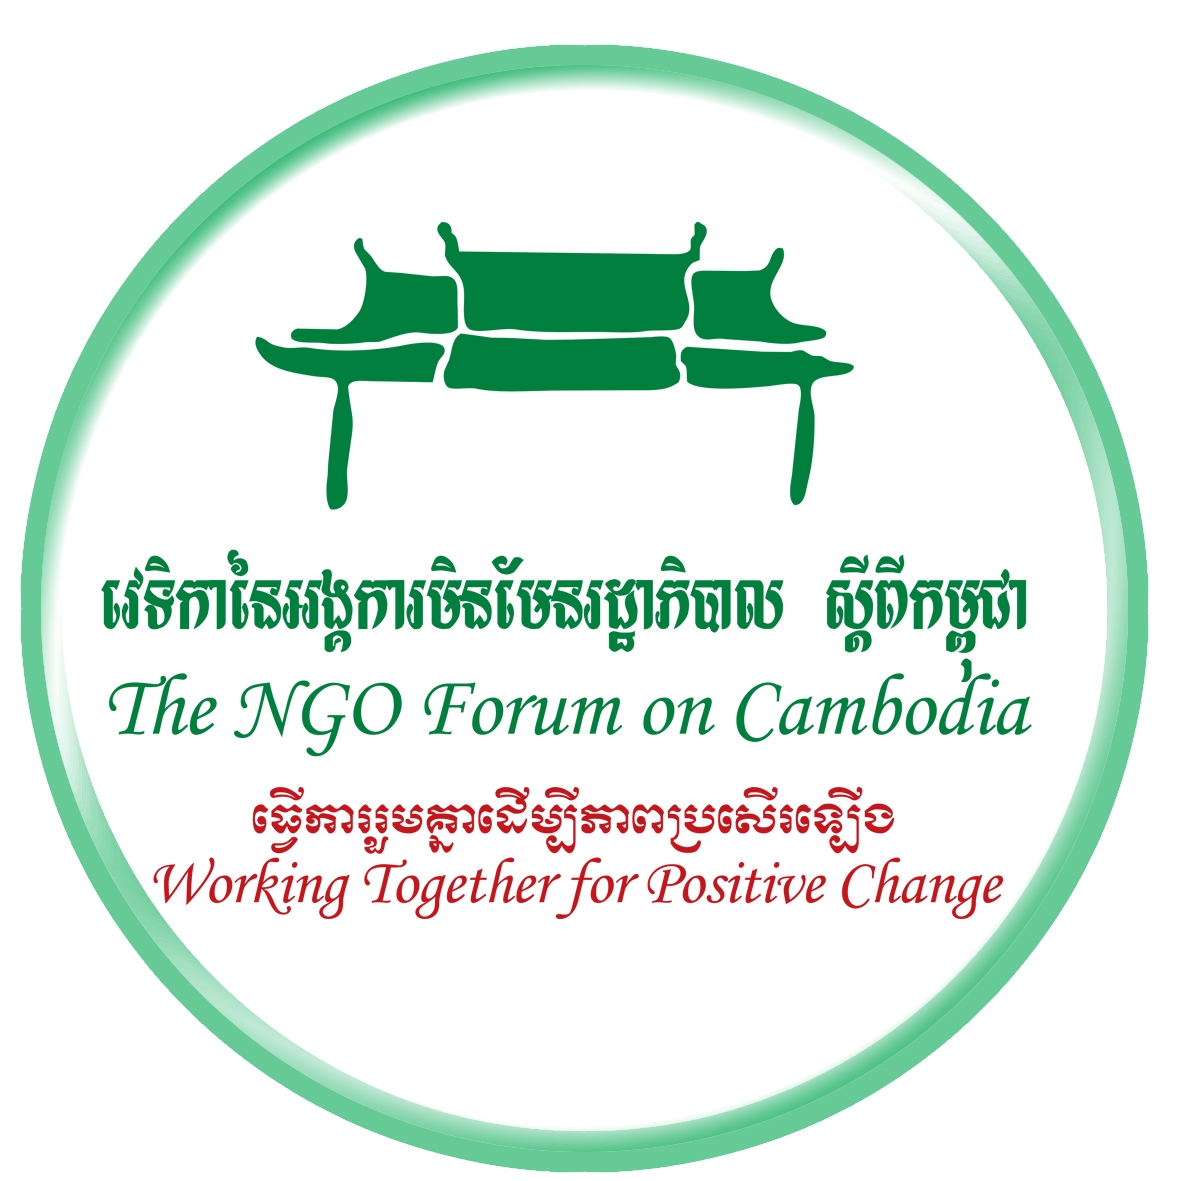 វេទិកានៃអង្គការមិនមែនរដ្ឋាភិបាល ស្តីពីកម្ពុជា
The NGO Forum on Cambodia
ធ្វើការរួមគ្នាដើម្បីភាពប្រសើរឡើង
Working Together for Positive Change